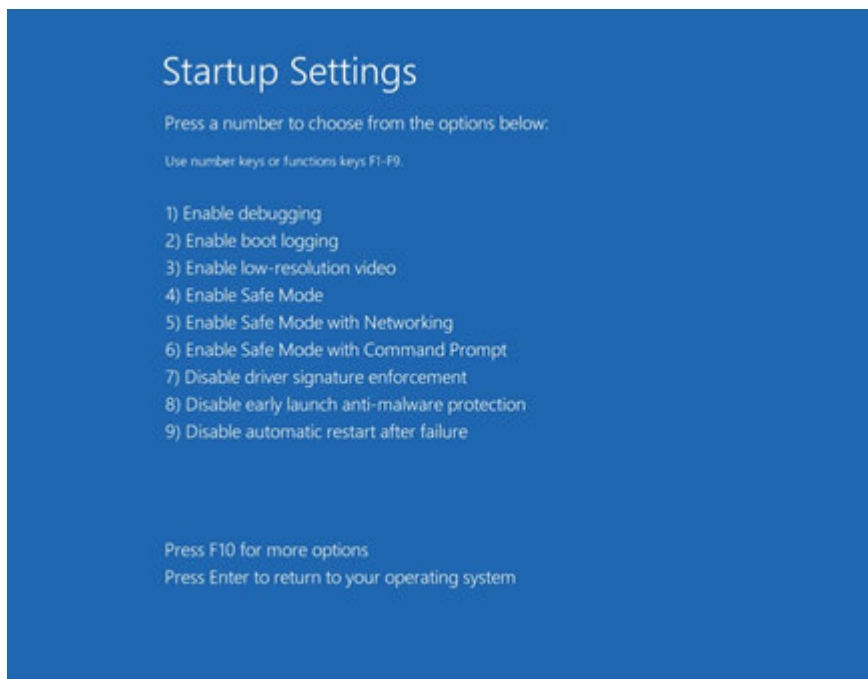 Startup Settings
Press a number to choose from the options below:
Use number keys or functions keys F1-F9.
1) Enable debugging
2) Enable boot logging
3) Enable low-resolution video
4) Enable Safe Mode
5) Enable Safe Mode with Networking
6) Enable Safe Mode with Command Prompt
7) Disable driver signature enforcement
8) Disable early launch anti-malware protection
9) Disable automatic restart after failure
Press F10 for more options
Press Enter to return to your operating system